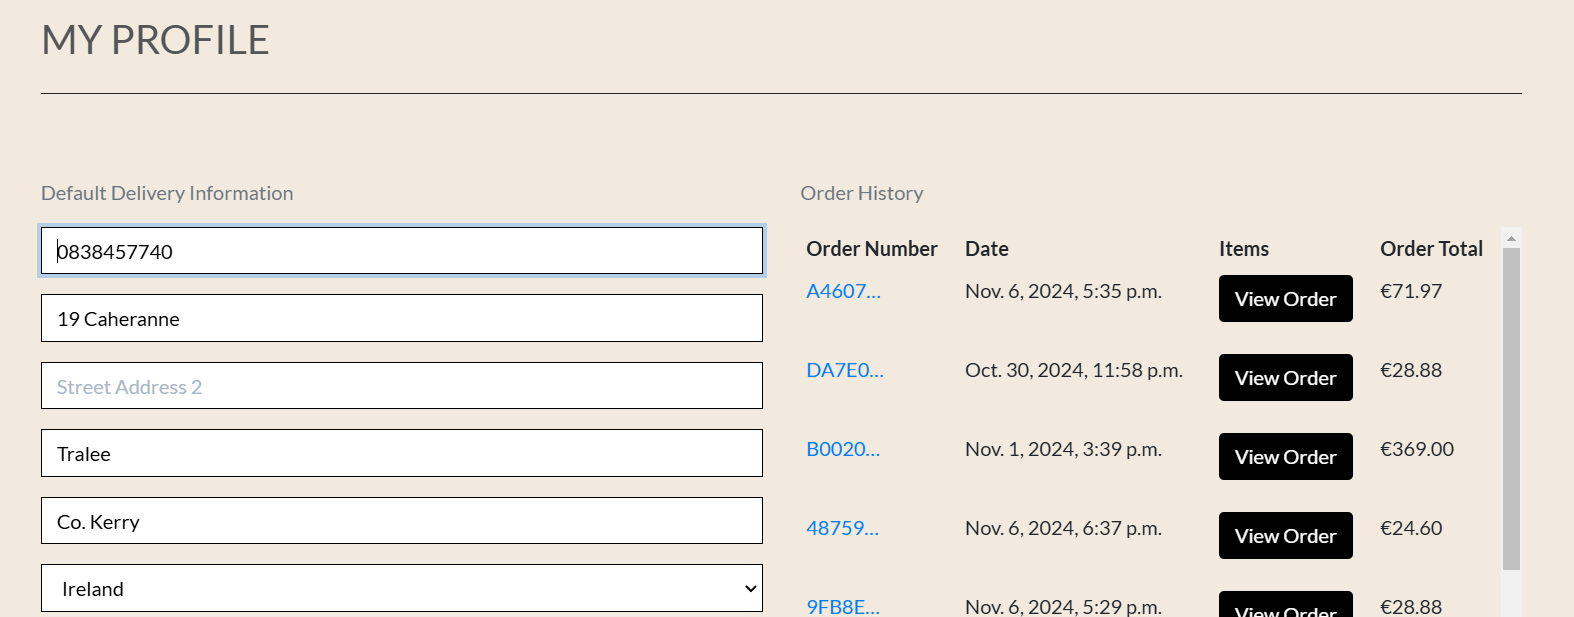 MY PROFILE
Default Delivery Information
0838457740
19 Caheranne
Street Address 2
Tralee
Co. Kerry
Ireland
Order History
Order Number Date Items Order Total
A4607... Nov. 6, 2024, 5:35 p.m. View Order €71.97
DA7E0... Oct. 30, 2024, 11:58 p.m. View Order €28.88
B0020... Nov. 1, 2024, 3:39 p.m. View Order €369.00
48759... Nov. 6, 2024, 6:37 p.m. View Order €24.60
9FB8E... Nov. 6, 2024, 5:29 p.m. View Order €28.88